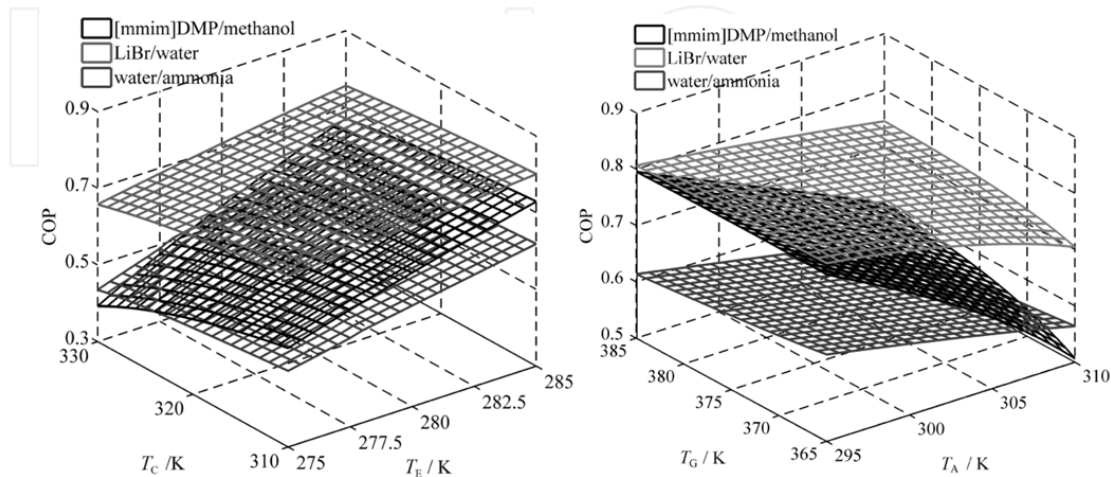 [mmim]DMP/methanol
LiBr/water
water/ammonia
0.9
0.7
0.5
0.3
COP
330
320
310
T_C /K
275
277.5
280
282.5
285
T_E / K
[mmim]DMP/methanol
LiBr/water
water/ammonia
0.9
0.8
0.7
0.6
0.5
COP
385
380
375
370
365
T_G / K
295
300
305
310
T_A / K